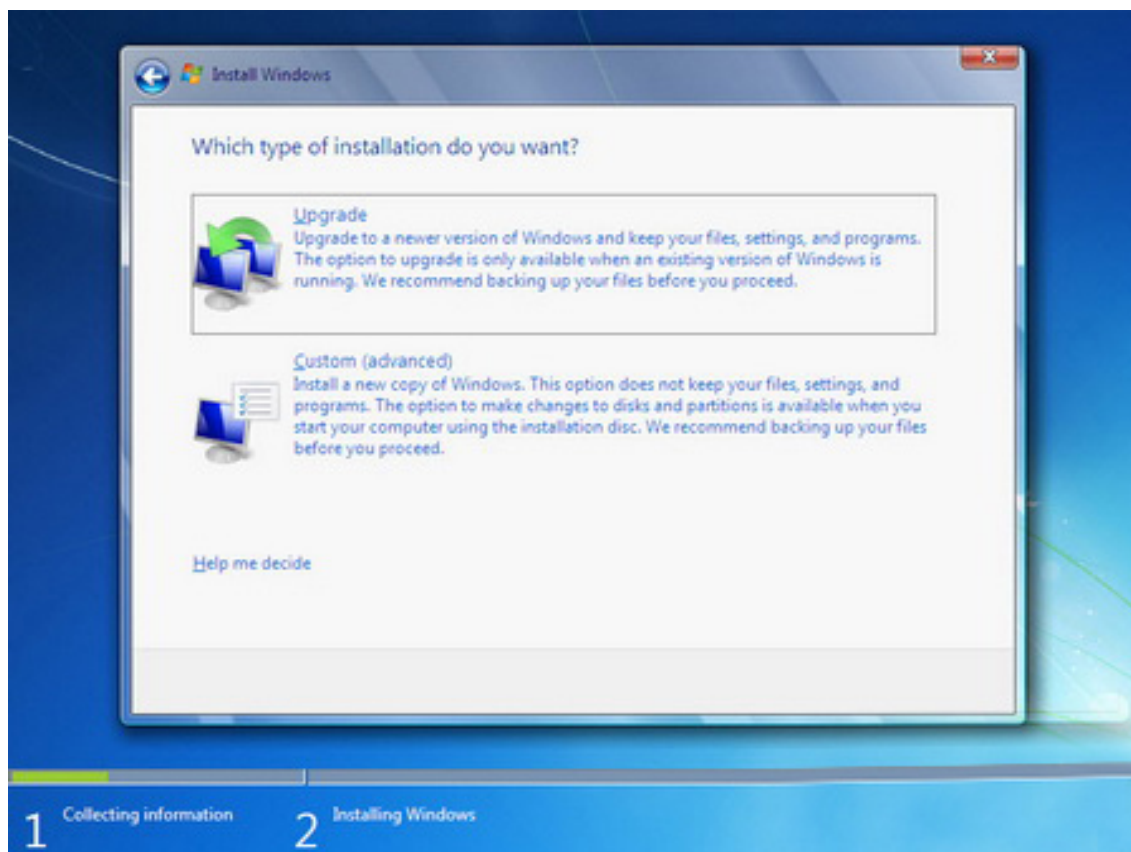 Install Windows
Which type of installation do you want?
Upgrade
Upgrade to a newer version of Windows and keep your files, settings, and programs.
The option to upgrade is only available when an existing version of Windows is
running. We recommend backing up your files before you proceed.
Custom (advanced)
Install a new copy of Windows. This option does not keep your files, settings, and
programs. The option to make changes to disks and partitions is available when you
start your computer using the installation disc. We recommend backing up your files
before you proceed.
Help me decide
1 Collecting information 2 Installing Windows